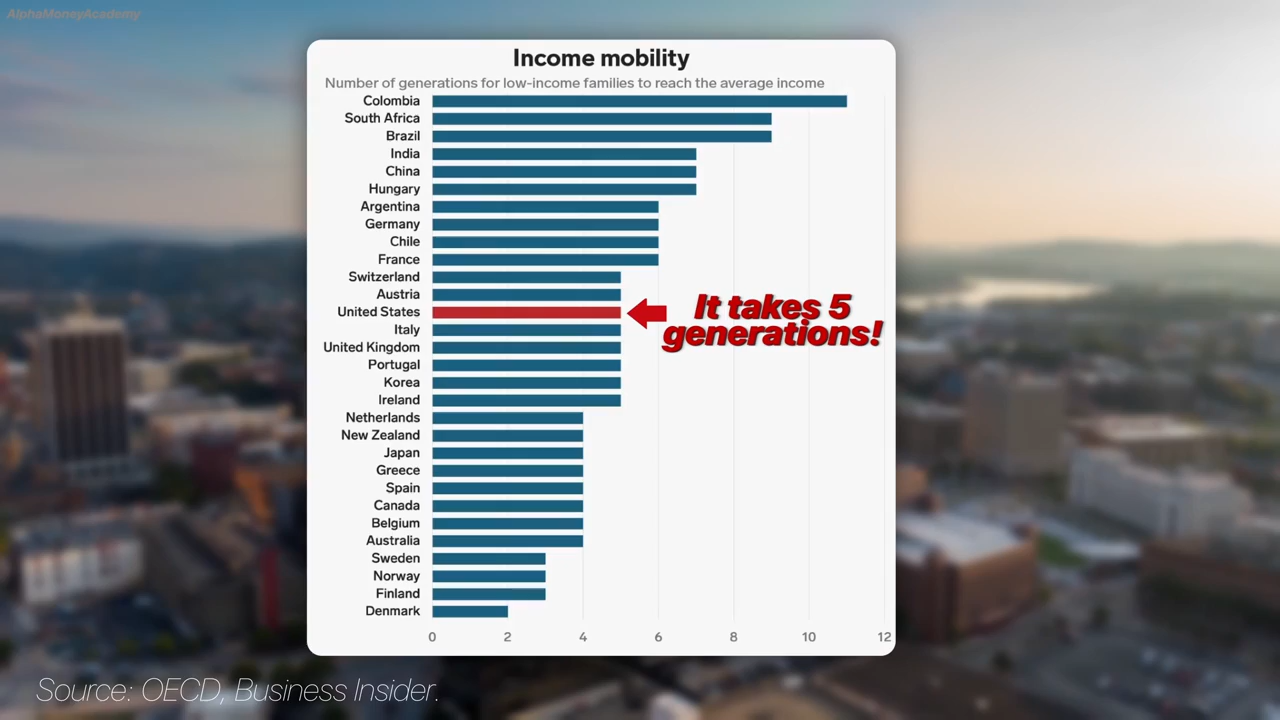 AlphaMoneyAcademy
Income mobility
Number of generations for low-income families to reach the average income
Colombia
South Africa
Brazil
India
China
Hungary
Argentina
Germany
Chile
France
Switzerland
Austria
United States
It takes 5
generations!
Italy
United Kingdom
Portugal
Korea
Ireland
Netherlands
New Zealand
Japan
Greece
Spain
Canada
Belgium
Australia
Sweden
Norway
Finland
Denmark
0 2 4 6 8 10 12
Source: OECD, Business Insider.